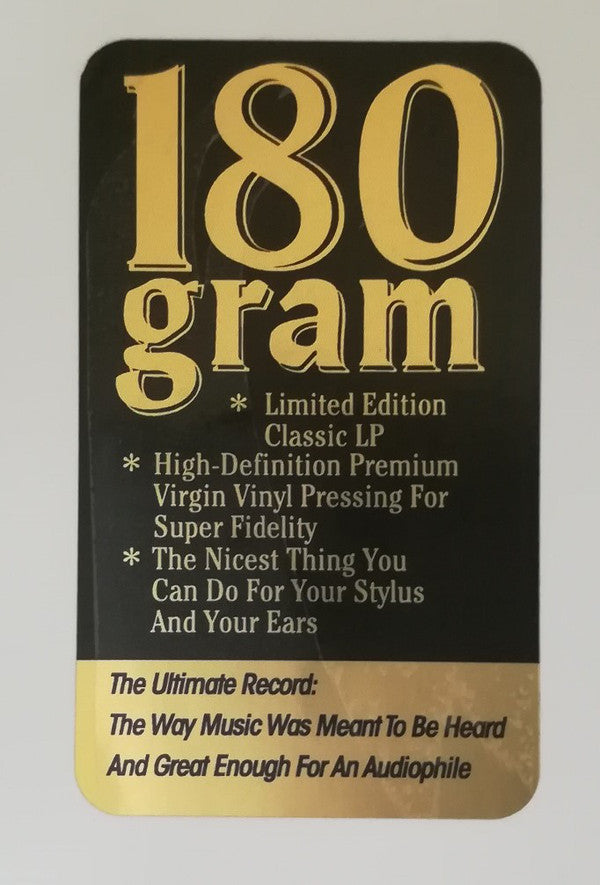 180
gram
* Limited Edition
Classic LP
* High-Definition Premium
Virgin Vinyl Pressing For
Super Fidelity
* The Nicest Thing You
Can Do For Your Stylus
And Your Ears
The Ultimate Record:
The Way Music Was Meant To Be Heard
And Great Enough For An Audiophile